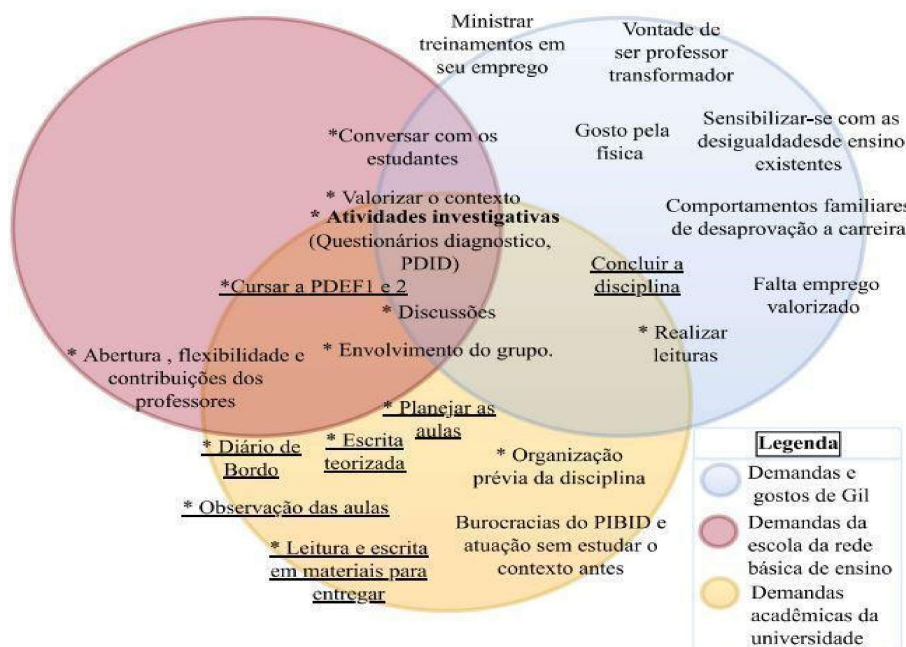 Ministrar
treinamentos em
seu emprego
Vontade de
ser professor
transformador
*Conversar com os
estudantes
Gosto pela
física
Sensibilizar-se com as
desigualdadesde ensino
existentes
* Valorizar o contexto
* Atividades investigativas
(Questionários diagnostico,
PDID)
Comportamentos familiares
de desaprovação a carreira
*Cursar a PDEF1 e 2
Concluir a
disciplina
Falta emprego
valorizado
* Discussões
* Realizar
leituras
* Envolvimento do grupo.
* Abertura , flexibilidade e
contribuições dos
professores
* Planejar as
aulas
* Diário de
Bordo
* Escrita
teorizada
* Organização
prévia da disciplina
* Observação das aulas
Burocracias do PIBID e
atuação sem estudar o
contexto antes
* Leitura e escrita
em materiais para
entregar
Legenda
Demandas e
gostos de Gil
Demandas da
escola da rede
básica de ensino
Demandas
acadêmicas da
universidade